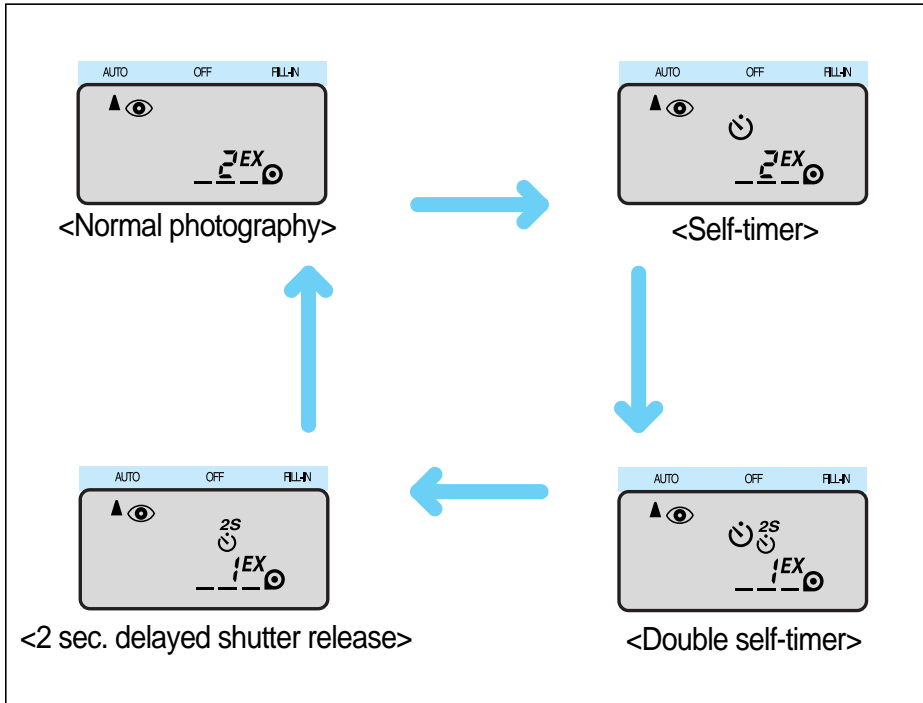 AUTO OFF FILL-IN
2EX
<Normal photography>
AUTO OFF FILL-IN
2EX
<Self-timer>
AUTO OFF FILL-IN
2S
1EX
<2 sec. delayed shutter release>
AUTO OFF FILL-IN
2S
1EX
<Double self-timer>